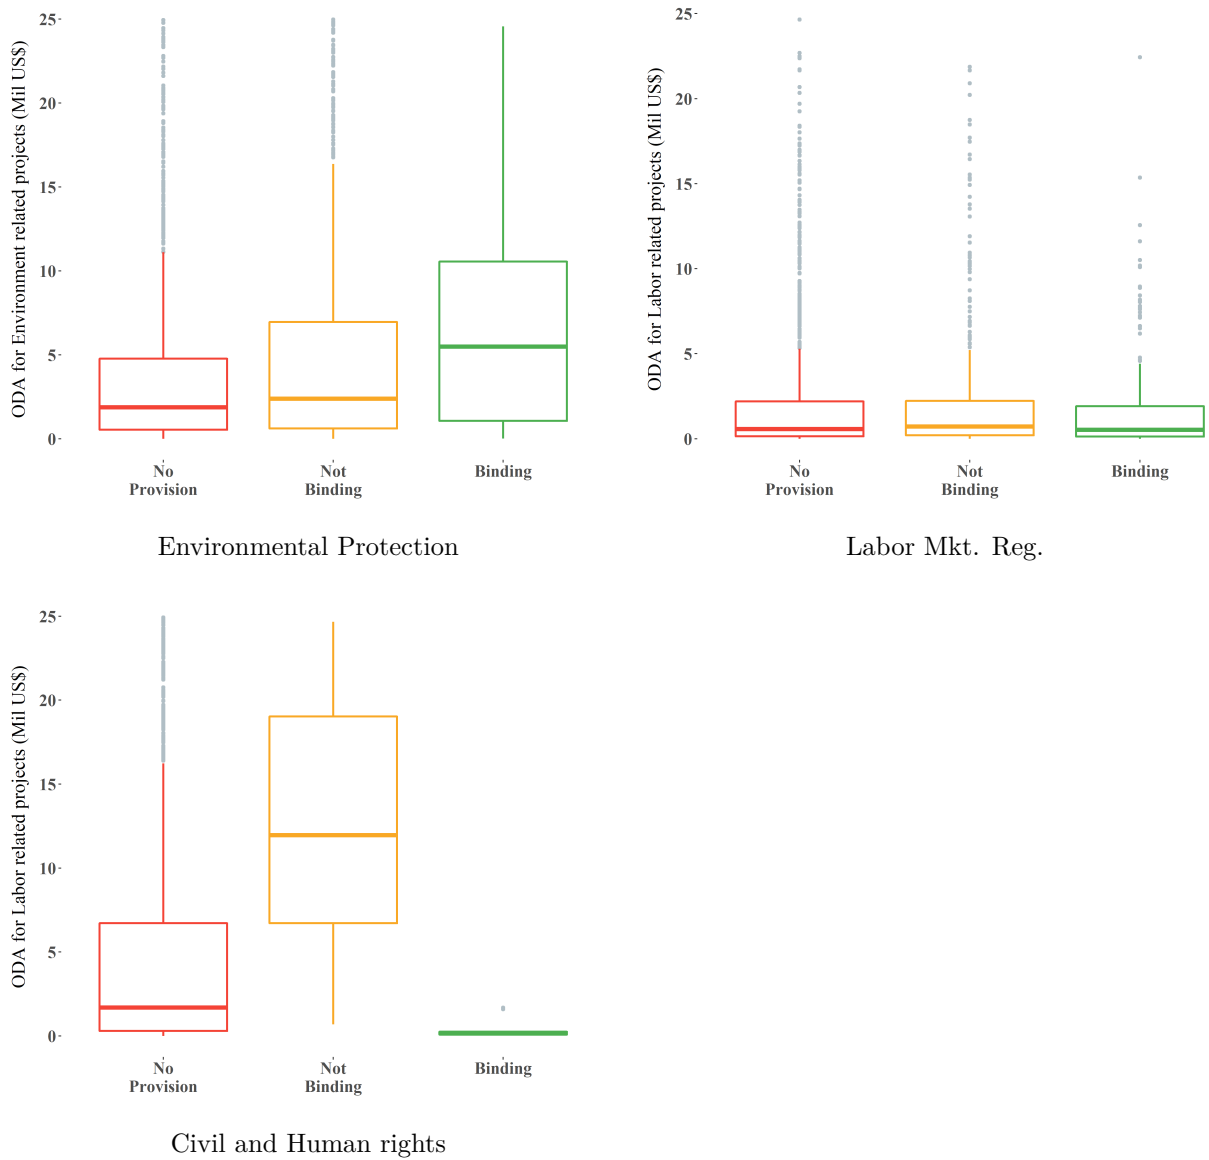 ODA for Environment related projects (Mil US$)
25
20
15
10
5
0
No
Provision
Not
Binding
Binding
Environmental Protection
ODA for Labor related projects (Mil US$)
25
20
15
10
5
0
No
Provision
Not
Binding
Binding
Labor Mkt. Reg.
ODA for Labor related projects (Mil US$)
25
20
15
10
5
0
No
Provision
Not
Binding
Binding
Civil and Human rights